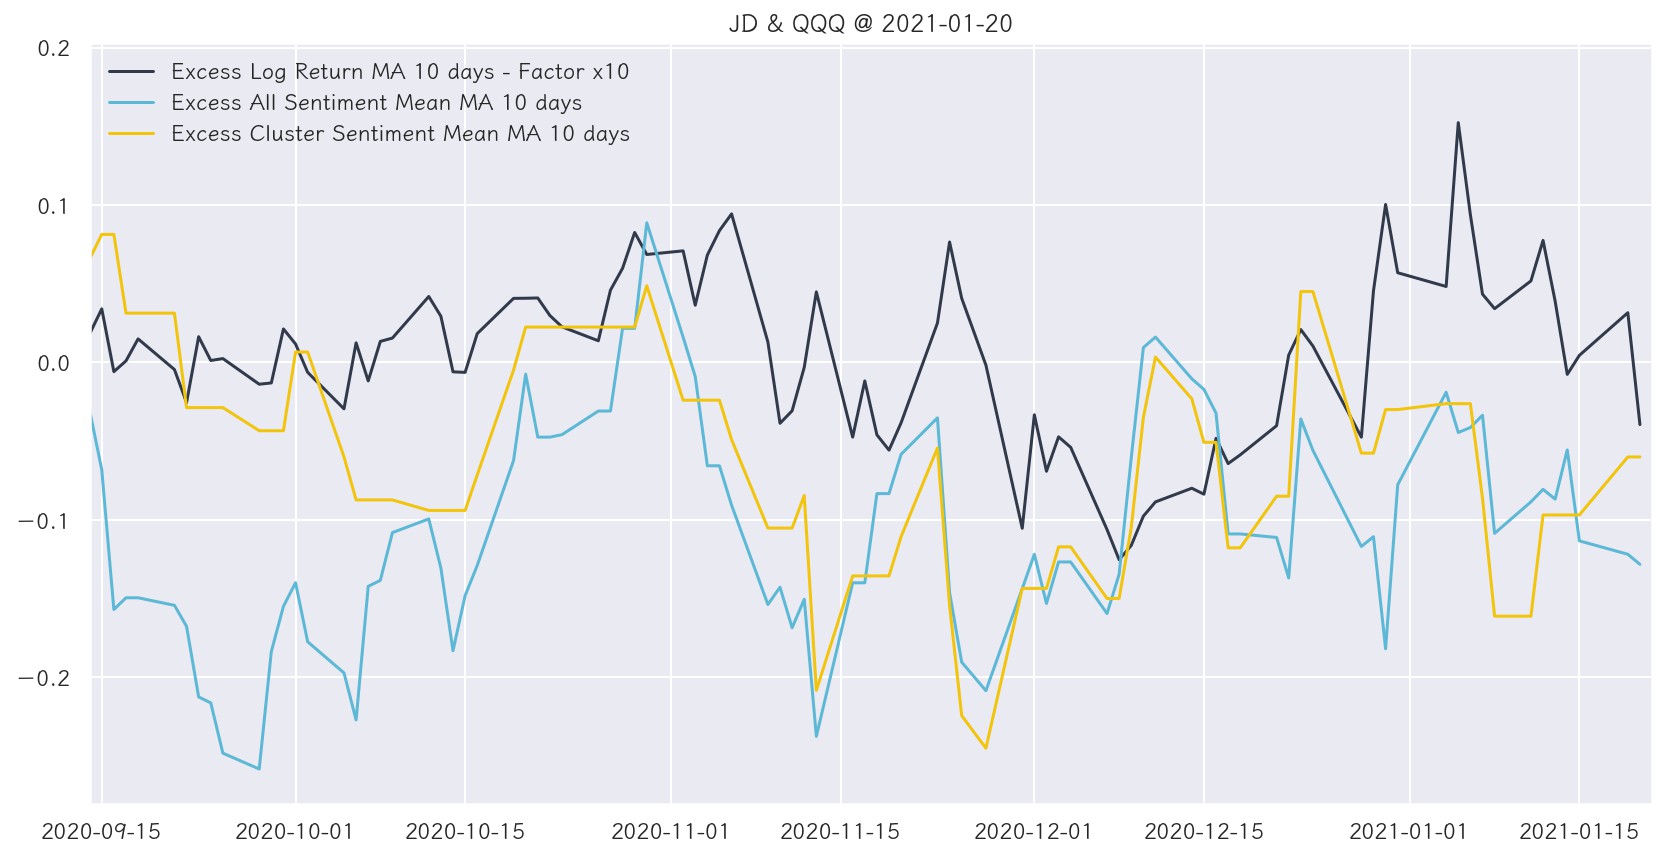 JD & QQQ @ 2021-01-20
0.2
Excess Log Return MA 10 days - Factor x10
Excess All Sentiment Mean MA 10 days
Excess Cluster Sentiment Mean MA 10 days
0.1
0.0
−0.1
−0.2
2020-09-15 2020-10-01 2020-10-15 2020-11-01 2020-11-15 2020-12-01 2020-12-15 2021-01-01 2021-01-15